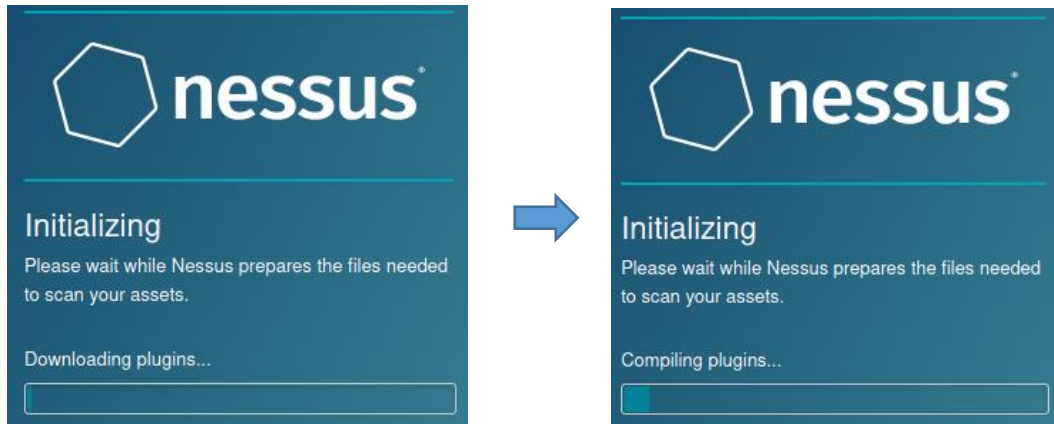 nessus®
Initializing
Please wait while Nessus prepares the files needed
to scan your assets.
Downloading plugins...
nessus®
Initializing
Please wait while Nessus prepares the files needed
to scan your assets.
Compiling plugins...